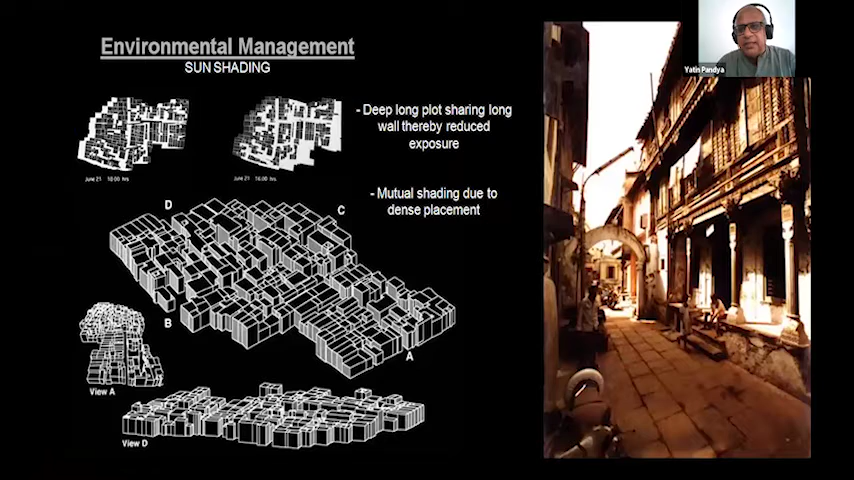 Environmental Management
SUN SHADING
- Deep long plot sharing long
wall thereby reduced
exposure
- Mutual shading due to
dense placement
June 21 10:00 hrs
June 21 16:00 hrs
D
C
B
A
View A
View D
Yatin Pandya